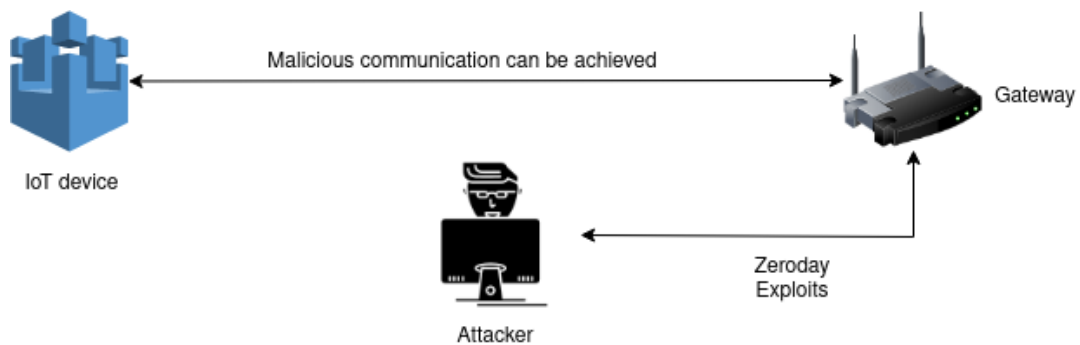 Malicious communication can be achieved
Gateway
IoT device
Zeroday
Exploits
Attacker